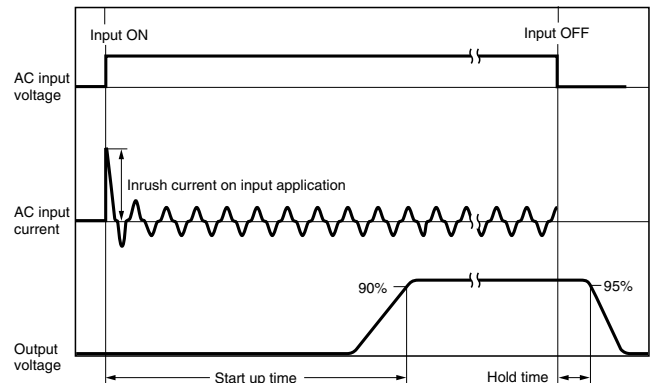 Input ON
Input OFF
AC input
voltage
Inrush current on input application
AC input
current
90%
95%
Output
voltage
Start up time
Hold time